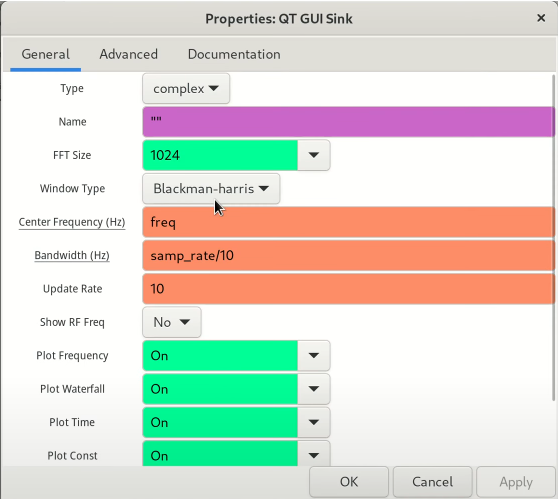 Properties: QT GUI Sink
General Advanced Documentation
Type complex
Name ""
FFT Size 1024
Window Type Blackman-harris
Center Frequency (Hz) freq
Bandwidth (Hz) samp_rate/10
Update Rate 10
Show RF Freq No
Plot Frequency On
Plot Waterfall On
Plot Time On
Plot Const On
OK Cancel Apply